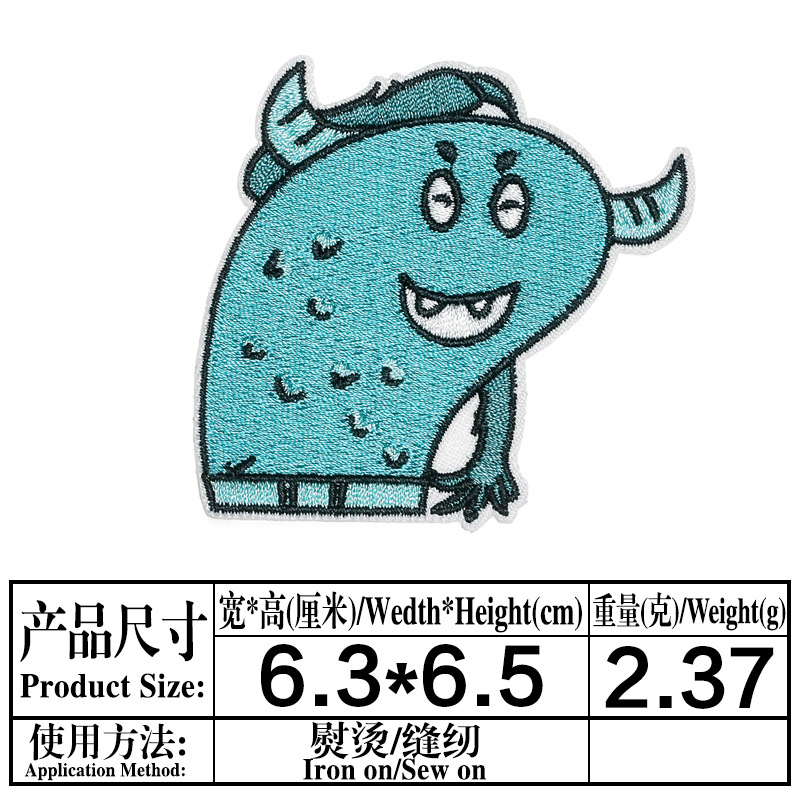 产品尺寸
Product Size:
宽*高(厘米)/Wedth*Height(cm)
重量(克)/Weight(g)
6.3*6.5
2.37
使用方法:
Application Method:
熨烫/缝纫
Iron on/Sew on